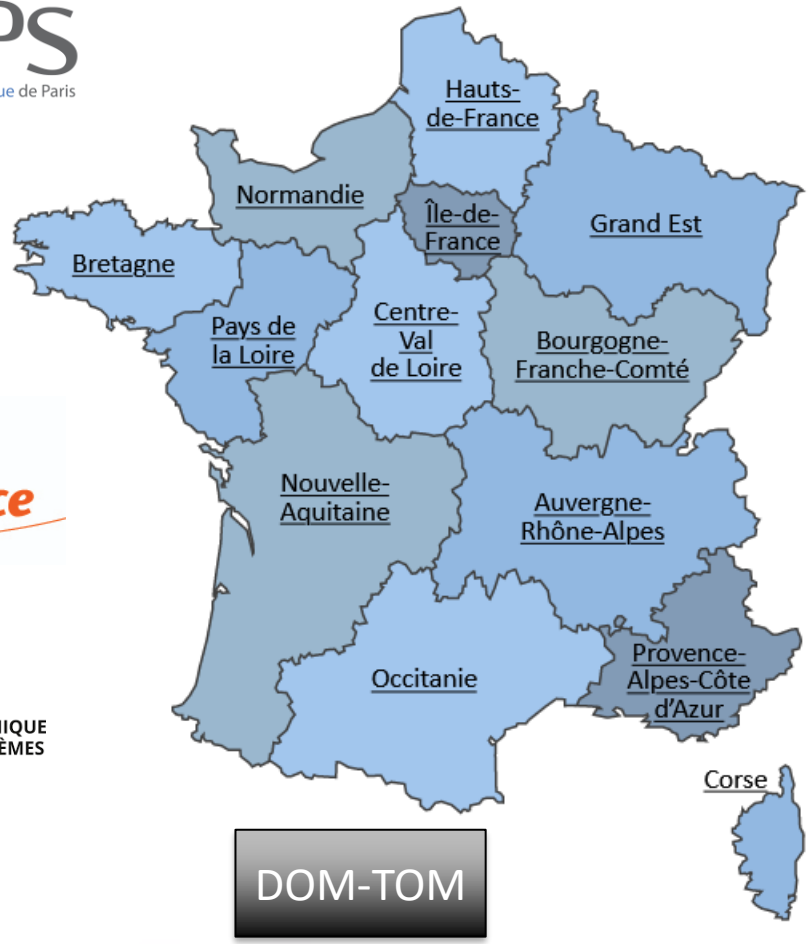 PS
ue de Paris
Hauts-
de-France
Normandie
Île-de-
France
Grand Est
Bretagne
Pays de
la Loire
Centre-
Val
de Loire
Bourgogne-
Franche-Comté
Nouvelle-
Aquitaine
ce
Auvergne-
Rhône-Alpes
Occitanie
Provence-
Alpes-Côte
d'Azur
NIQUE
ÈMES
Corse
DOM-TOM